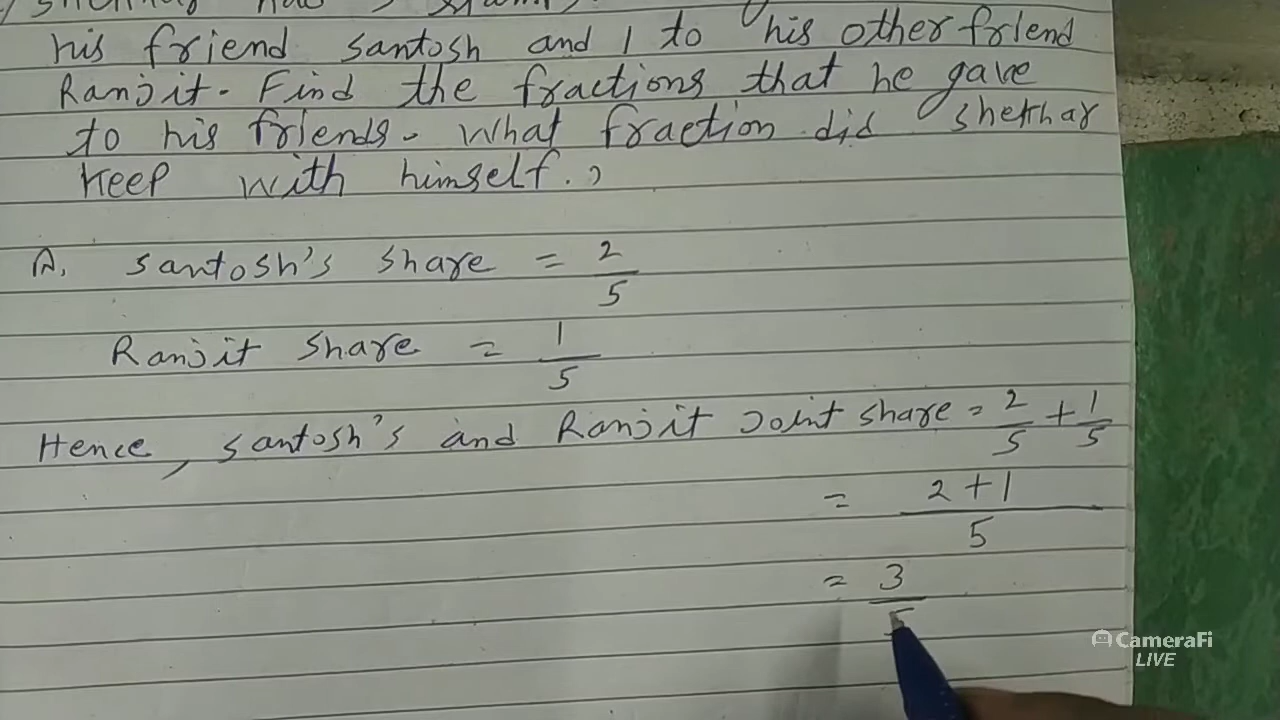 his friend santosh and 1 to his other friend
Ranjit. Find the fractions that he gave
to his friends. What fraction did shekhar
keep with himself.?
A. santosh's share = 2/5
Ranjit share = 1/5
Hence, santosh's and Ranjit Joint share = 2/5 + 1/5
= 2+1/5
= 3/5
CameraFi
LIVE